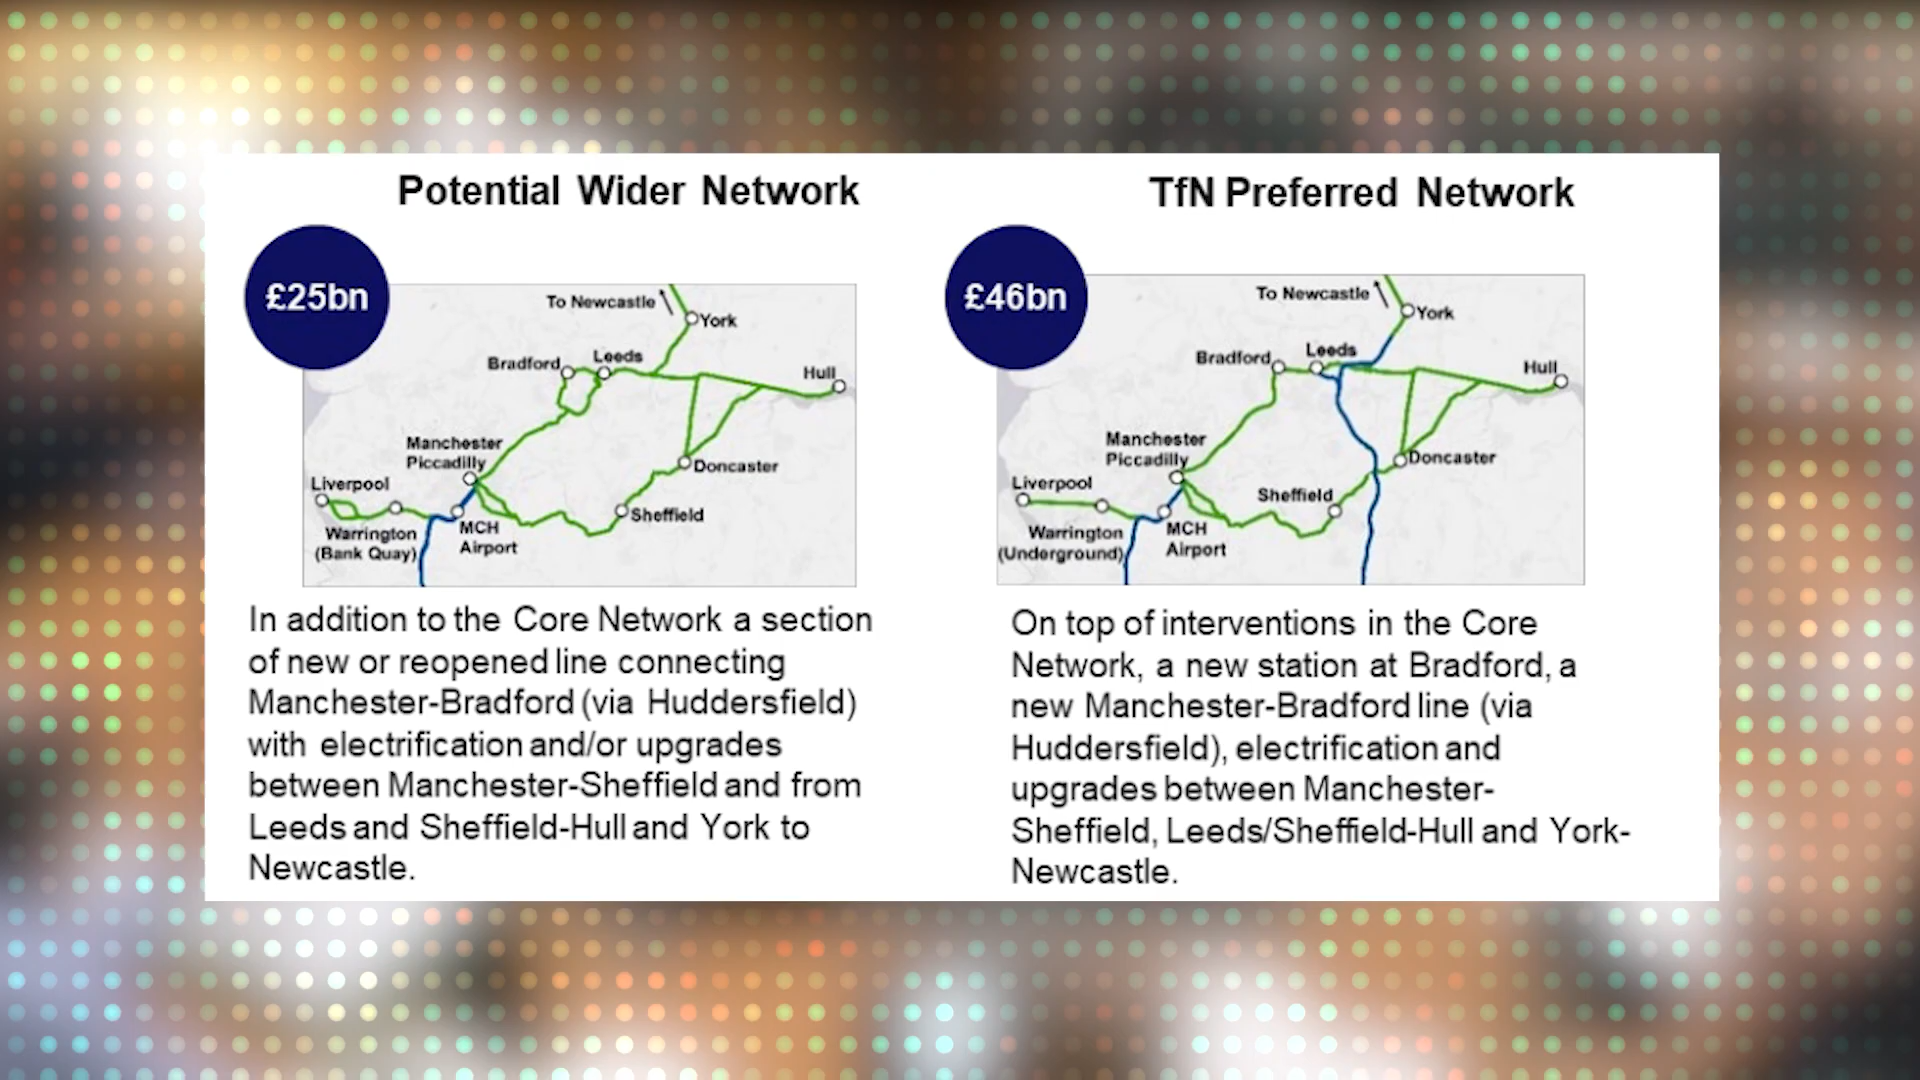 Potential Wider Network
£25bn
To Newcastle
York
Bradford
Leeds
Hull
Manchester
Piccadilly
Doncaster
Liverpool
Sheffield
Warrington
(Bank Quay)
MCH
Airport
In addition to the Core Network a section
of new or reopened line connecting
Manchester-Bradford (via Huddersfield)
with electrification and/or upgrades
between Manchester-Sheffield and from
Leeds and Sheffield-Hull and York to
Newcastle.
TfN Preferred Network
£46bn
To Newcastle
York
Bradford
Leeds
Hull
Manchester
Piccadilly
Doncaster
Liverpool
Sheffield
Warrington
(Underground)
MCH
Airport
On top of interventions in the Core
Network, a new station at Bradford, a
new Manchester-Bradford line (via
Huddersfield), electrification and
upgrades between Manchester-
Sheffield, Leeds/Sheffield-Hull and York-
Newcastle.